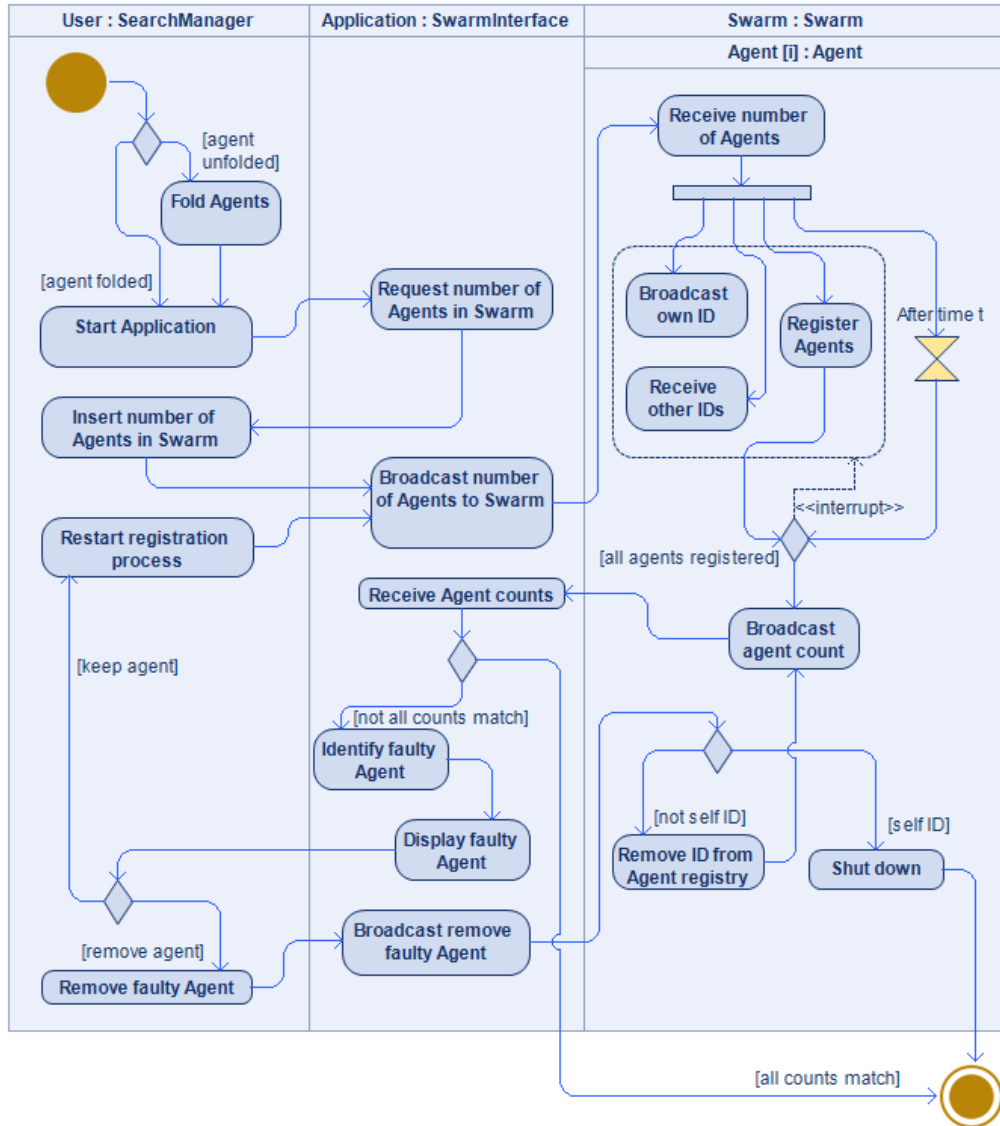 User : SearchManager
Application : SwarmInterface
Swarm : Swarm
Agent [i] : Agent
[agent
unfolded]
Fold Agents
[agent folded]
Start Application
Request number of
Agents in Swarm
Insert number of
Agents in Swarm
Broadcast number
of Agents to Swarm
Restart registration
process
Receive number
of Agents
Broadcast
own ID
Register
Agents
After time t
Receive
other IDs
<<interrupt>>
[all agents registered]
Receive Agent counts
Broadcast
agent count
[keep agent]
[not all counts match]
Identify faulty
Agent
Display faulty
Agent
[not self ID]
[self ID]
Remove ID from
Agent registry
Shut down
[remove agent]
Remove faulty Agent
Broadcast remove
faulty Agent
[all counts match]